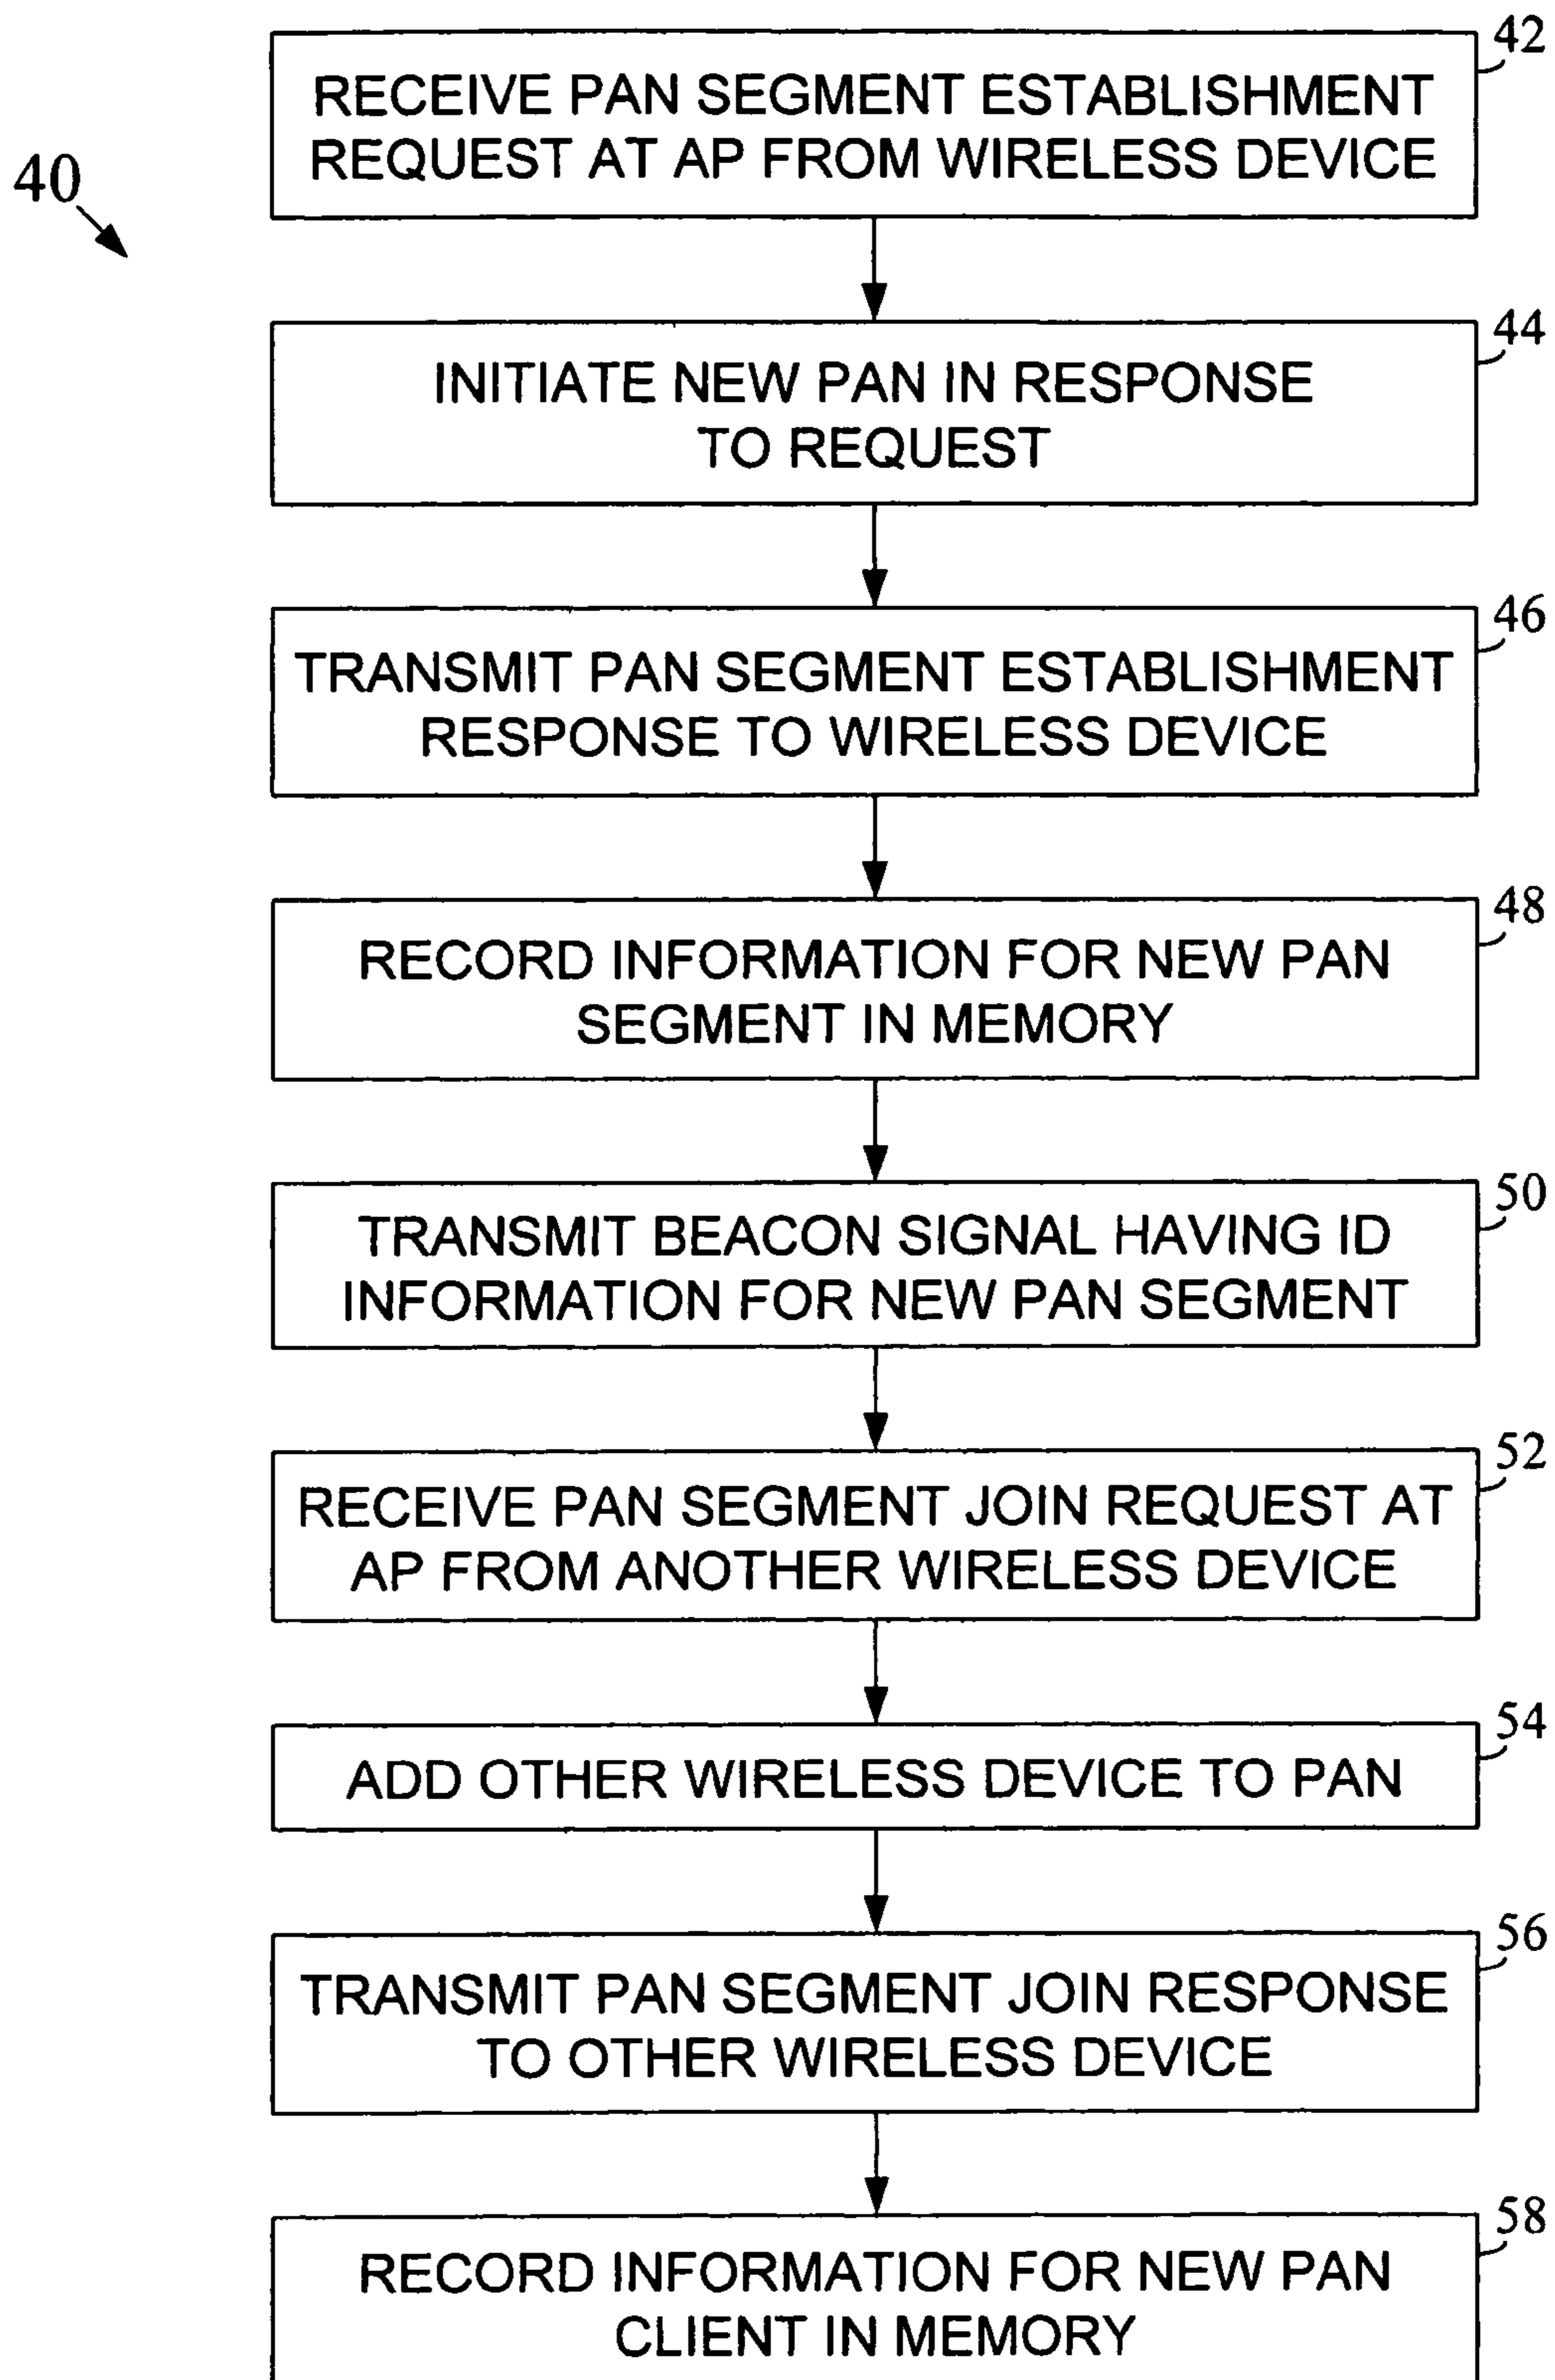 42
RECEIVE PAN SEGMENT ESTABLISHMENT
REQUEST AT AP FROM WIRELESS DEVICE
40
44
INITIATE NEW PAN IN RESPONSE
TO REQUEST
46
TRANSMIT PAN SEGMENT ESTABLISHMENT
RESPONSE TO WIRELESS DEVICE
48
RECORD INFORMATION FOR NEW PAN
SEGMENT IN MEMORY
50
TRANSMIT BEACON SIGNAL HAVING ID
INFORMATION FOR NEW PAN SEGMENT
52
RECEIVE PAN SEGMENT JOIN REQUEST AT
AP FROM ANOTHER WIRELESS DEVICE
54
ADD OTHER WIRELESS DEVICE TO PAN
56
TRANSMIT PAN SEGMENT JOIN RESPONSE
TO OTHER WIRELESS DEVICE
58
RECORD INFORMATION FOR NEW PAN
CLIENT IN MEMORY